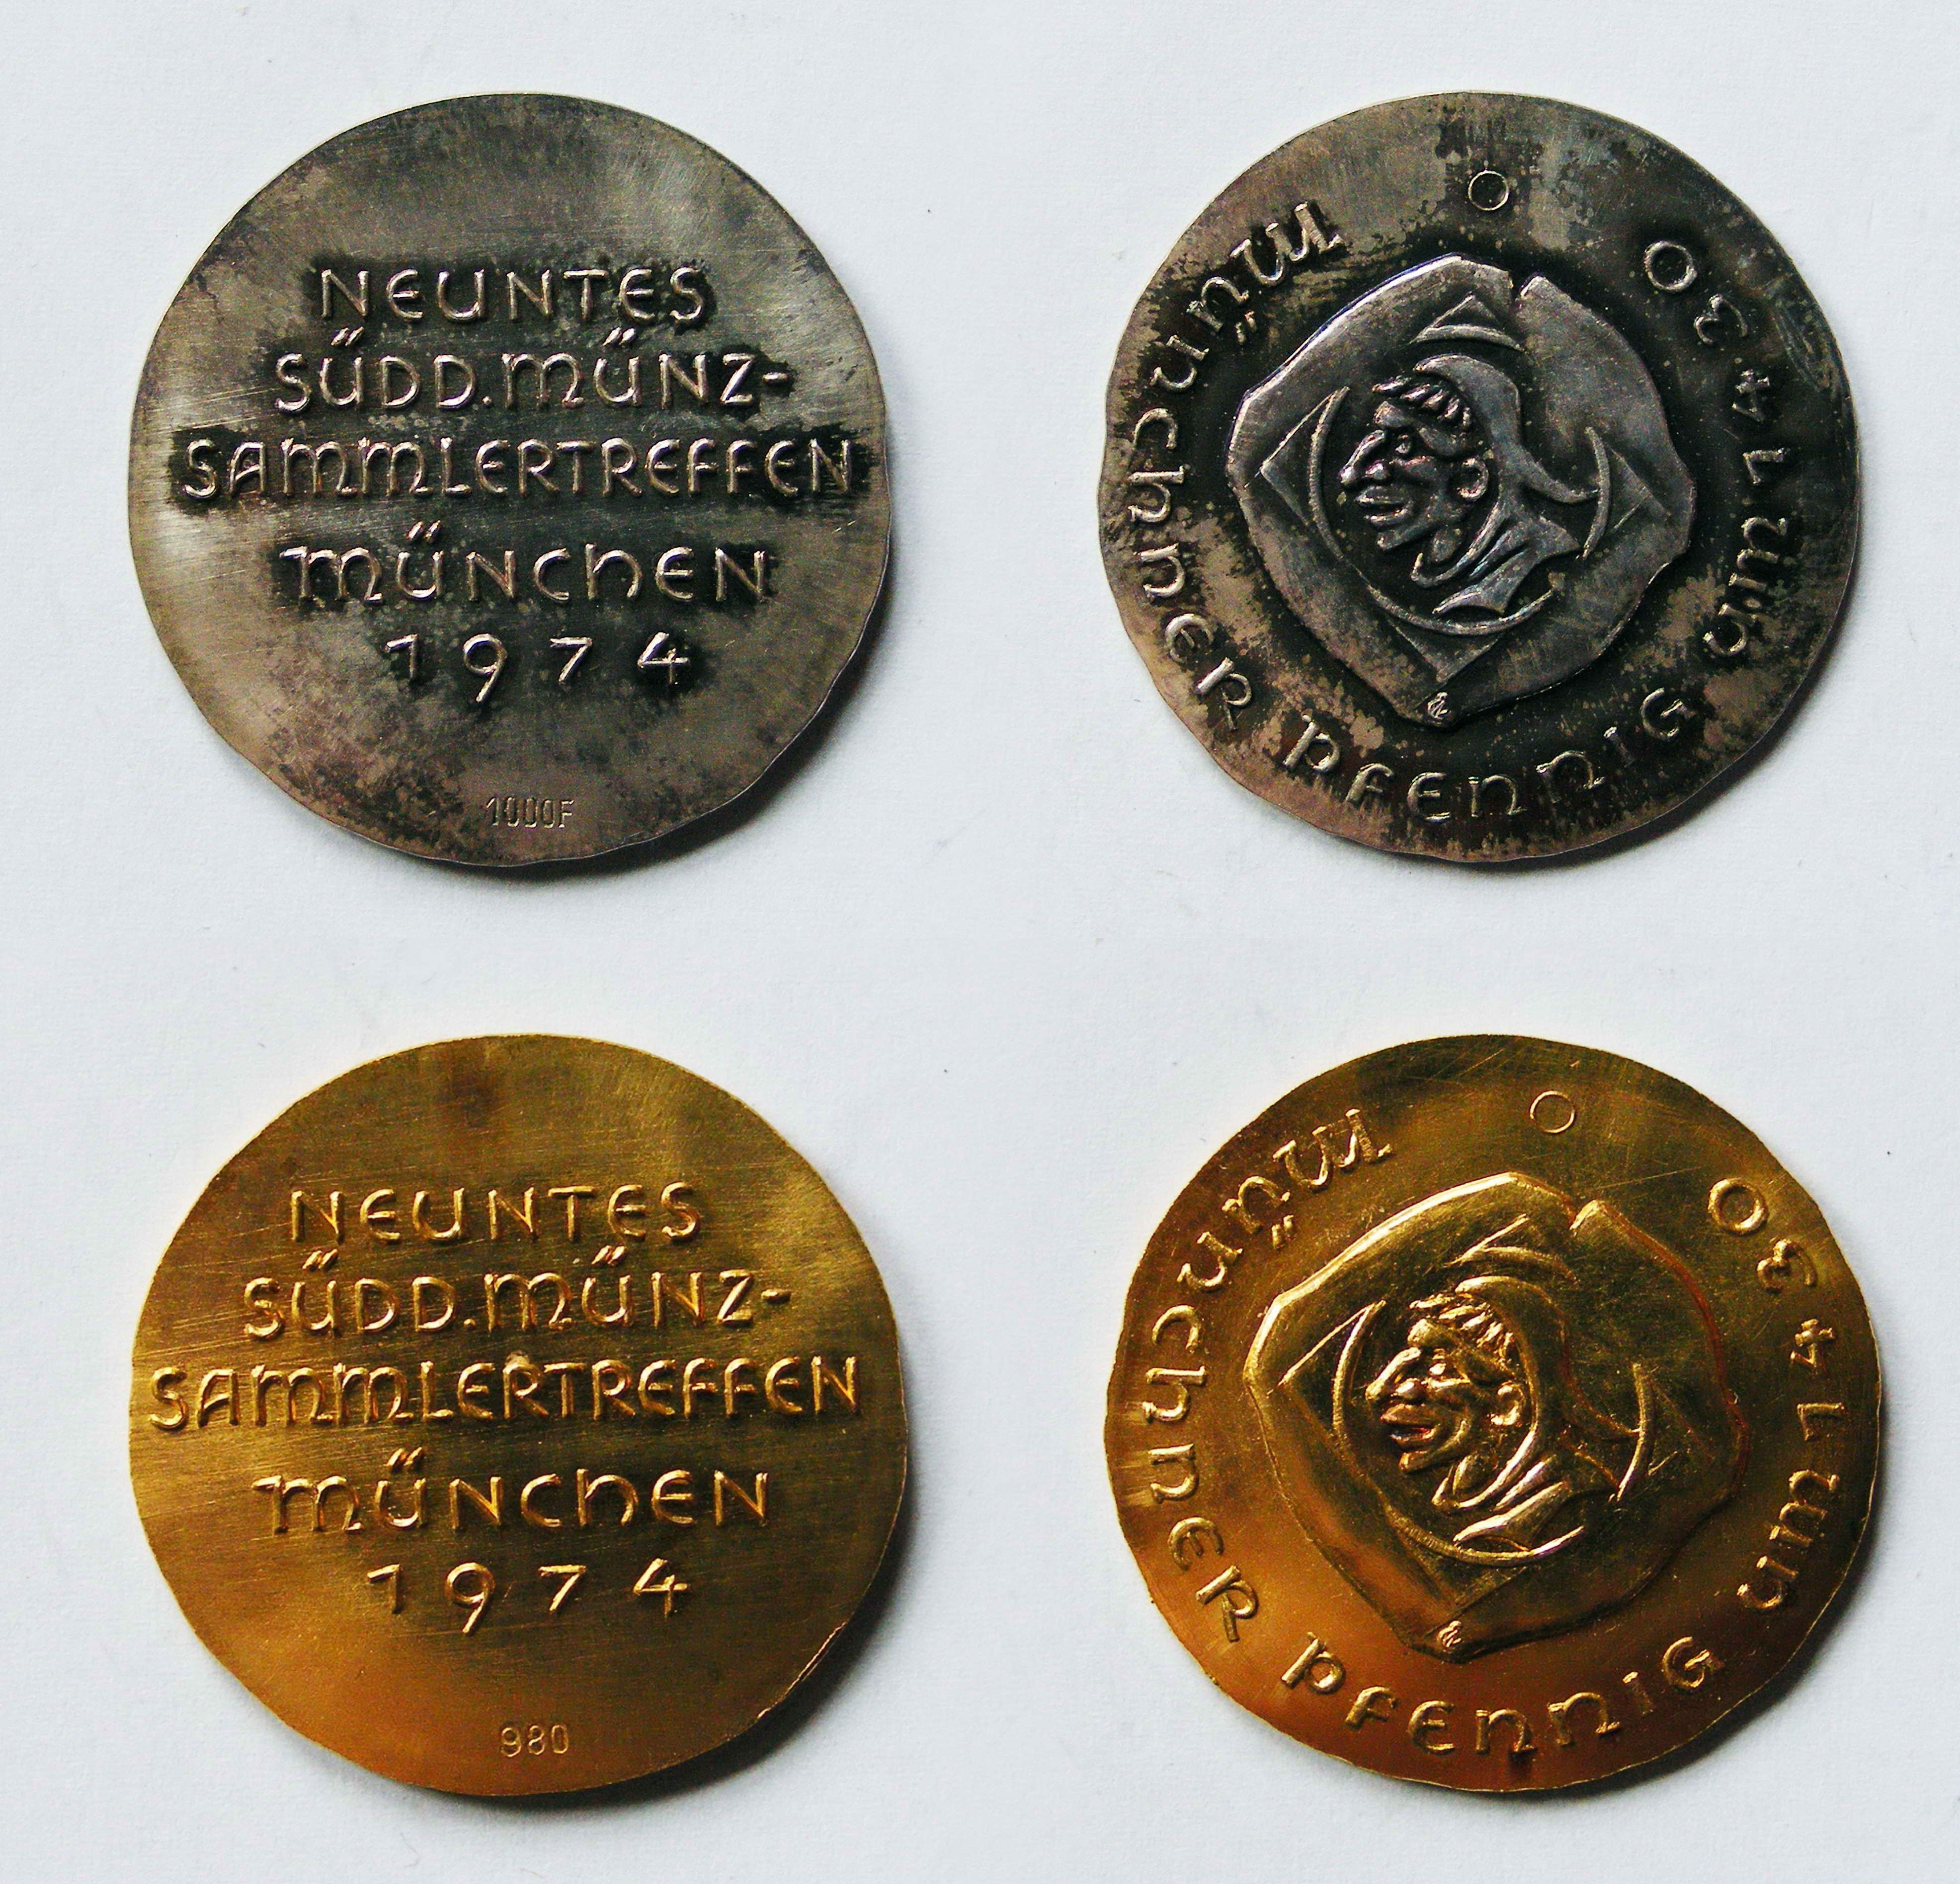 NEUNTES
SÜDD. MÜNZ-
SAMMLERTREFFEN
MÜNCHEN
1974
1000F
MÜNCHNER PFENNIG UM 1430
NEUNTES
SÜDD. MÜNZ-
SAMMLERTREFFEN
MÜNCHEN
1974
980
MÜNCHNER PFENNIG UM 1430